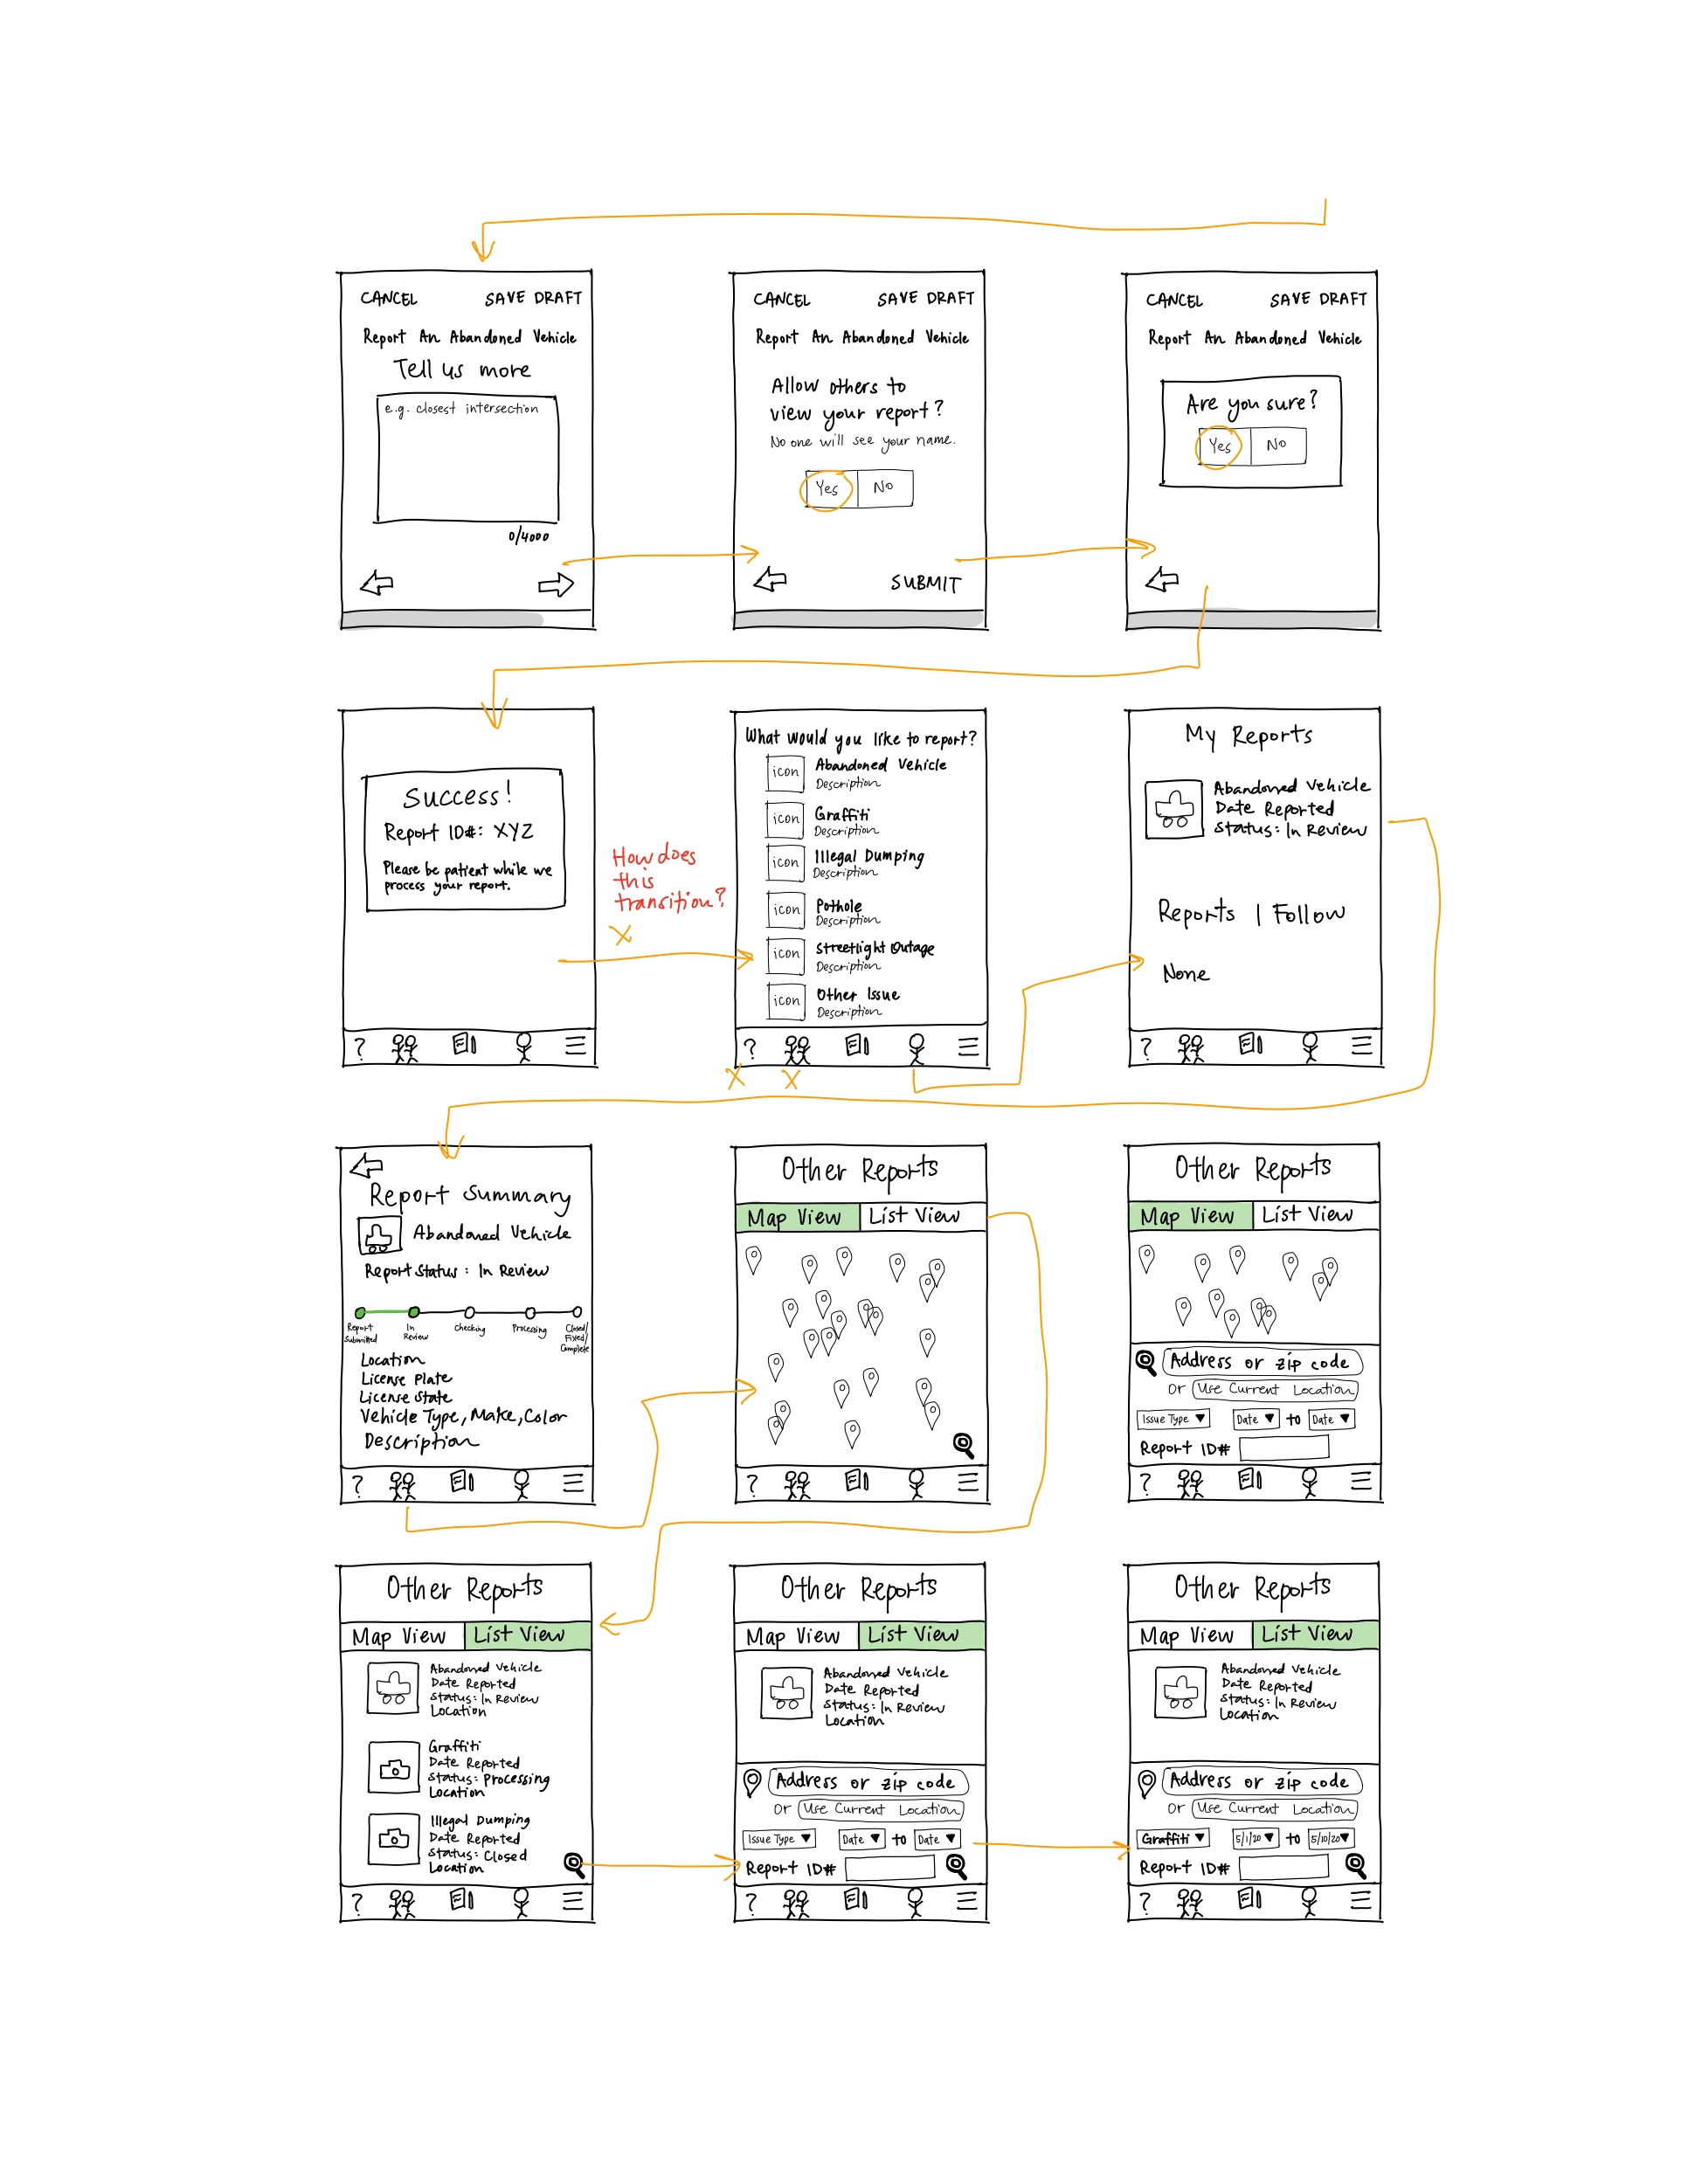 CANCEL SAVE DRAFT
Report An Abandoned Vehicle
Tell us more
e.g. closest intersection
0/4000
CANCEL SAVE DRAFT
Report An Abandoned Vehicle
Allow others to
view your report?
No one will see your name.
Yes No
SUBMIT
CANCEL SAVE DRAFT
Report An Abandoned Vehicle
Are you sure?
Yes No
Success!
Report ID#: XYZ
Please be patient while we
process your report.
?
How does
this
transition?
X
What would you like to report?
icon Abandoned Vehicle
Description
icon Graffiti
Description
icon Illegal Dumping
Description
icon Pothole
Description
icon Streetlight Outage
Description
icon Other Issue
Description
?
X X
My Reports
Abandoned Vehicle
Date Reported
Status: In Review
Reports I Follow
None
?
Report Summary
Abandoned Vehicle
Report Status: In Review
Report
Submitted
In
Review
Checking
Processing
Closed/
Fixed/
Complete
Location
License Plate
License State
Vehicle Type, Make, Color
Description
?
Other Reports
Map View List View
?
Other Reports
Map View List View
Address or zip code
or Use Current Location
Issue Type Date to Date
Report ID#
?
Other Reports
Map View List View
Abandoned Vehicle
Date Reported
Status: In Review
Location
Graffiti
Date Reported
Status: Processing
Location
Illegal Dumping
Date Reported
Status: Closed
Location
?
Other Reports
Map View List View
Abandoned Vehicle
Date Reported
Status: In Review
Location
Address or zip code
or Use Current Location
Issue Type Date to Date
Report ID#
?
Other Reports
Map View List View
Abandoned Vehicle
Date Reported
Status: In Review
Location
Address or zip code
or Use Current Location
Graffiti 5/1/20 to 5/10/20
Report ID#
?